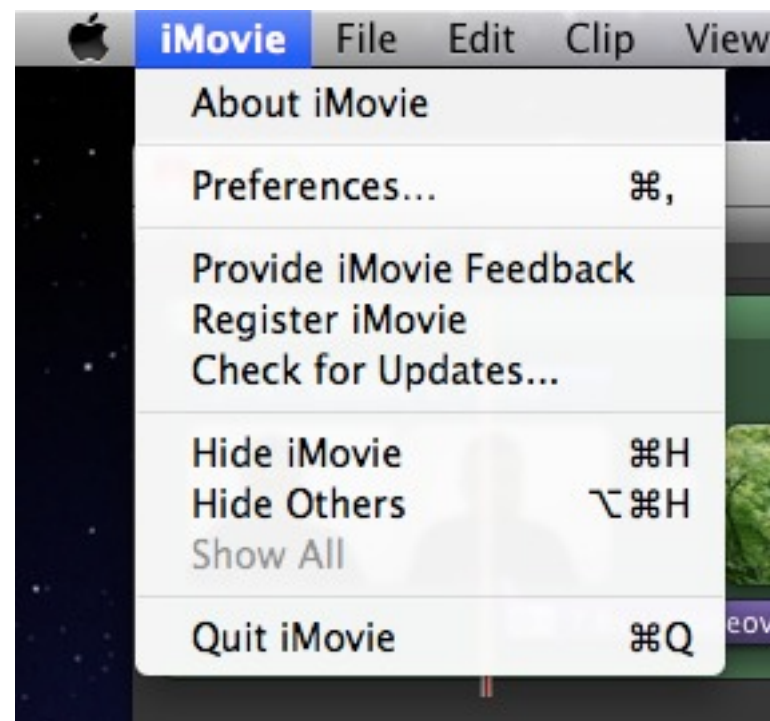 iMovie File Edit Clip View
About iMovie
Preferences... ⌘,
Provide iMovie Feedback
Register iMovie
Check for Updates...
Hide iMovie ⌘H
Hide Others ⌥⌘H
Show All
Quit iMovie ⌘Q